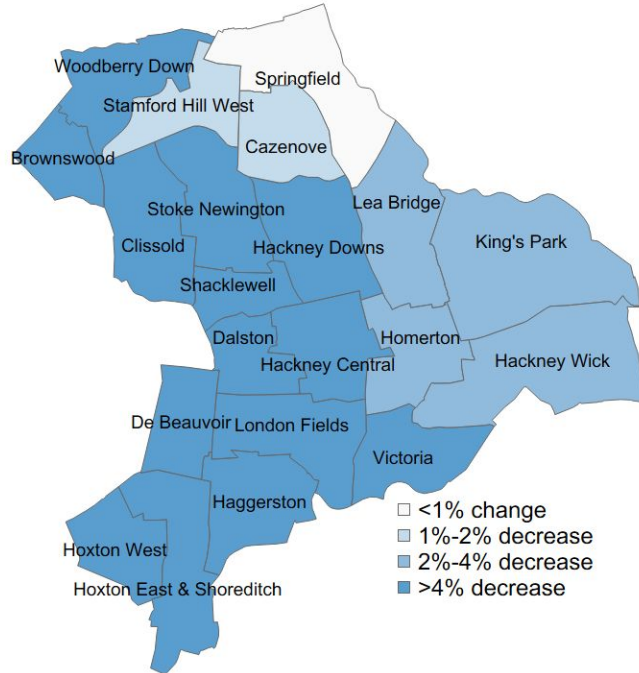 Woodberry Down
Springfield
Stamford Hill West
Cazenove
Brownswood
Lea Bridge
Stoke Newington
King's Park
Clissold
Hackney Downs
Shacklewell
Dalston
Homerton
Hackney Central
Hackney Wick
De Beauvoir
London Fields
Victoria
Haggerston
Hoxton West
Hoxton East & Shoreditch
<1% change
1%-2% decrease
2%-4% decrease
>4% decrease